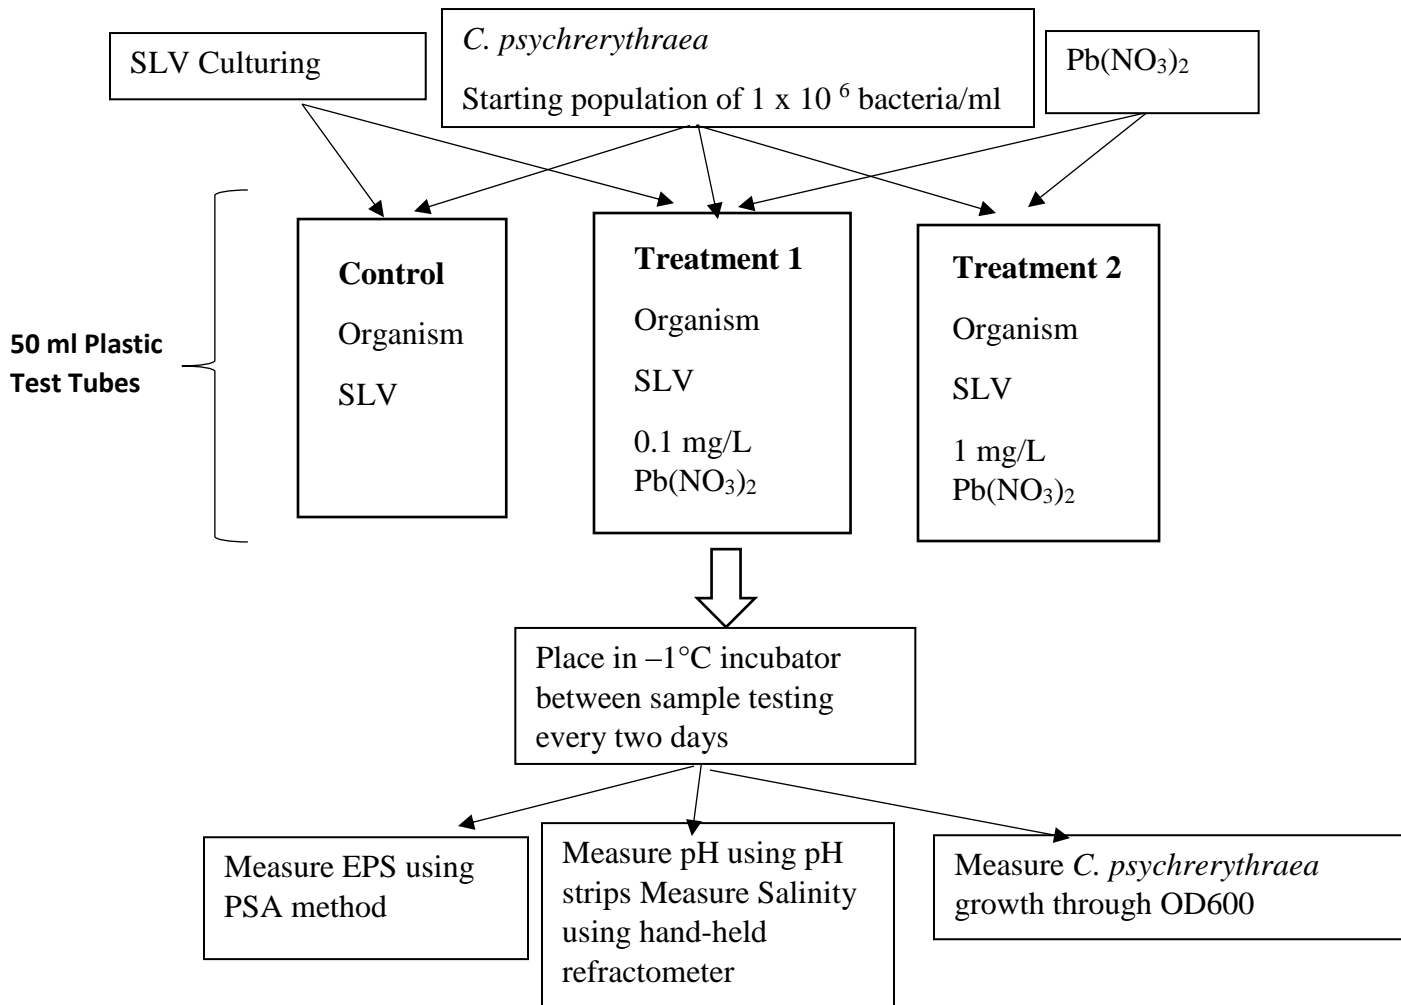 SLV Culturing
C. psychrerythraea
Starting population of 1 x 10 ⁶ bacteria/ml
Pb(NO₃)₂
50 ml Plastic
Test Tubes
Control
Organism
SLV
Treatment 1
Organism
SLV
0.1 mg/L
Pb(NO₃)₂
Treatment 2
Organism
SLV
1 mg/L
Pb(NO₃)₂
Place in –1°C incubator
between sample testing
every two days
Measure EPS using
PSA method
Measure pH using pH
strips Measure Salinity
using hand-held
refractometer
Measure C. psychrerythraea
growth through OD600